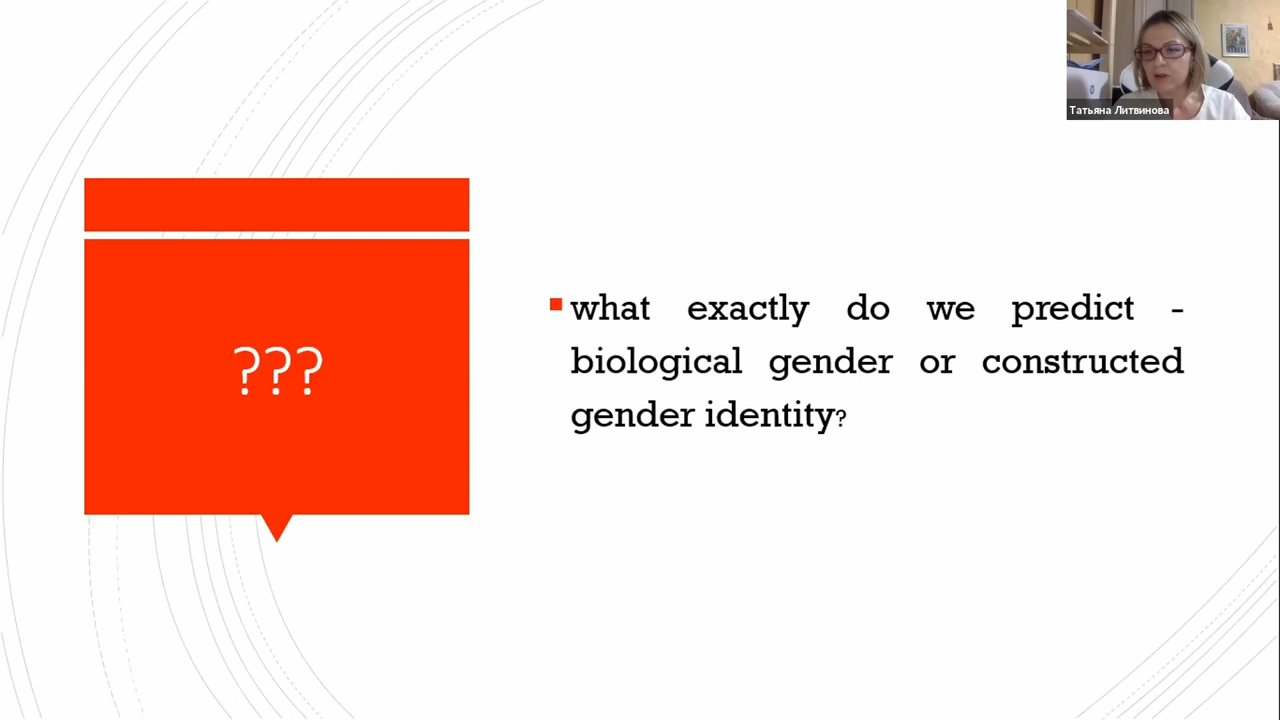 Татьяна Литвинова
???
what exactly do we predict -
biological gender or constructed
gender identity?